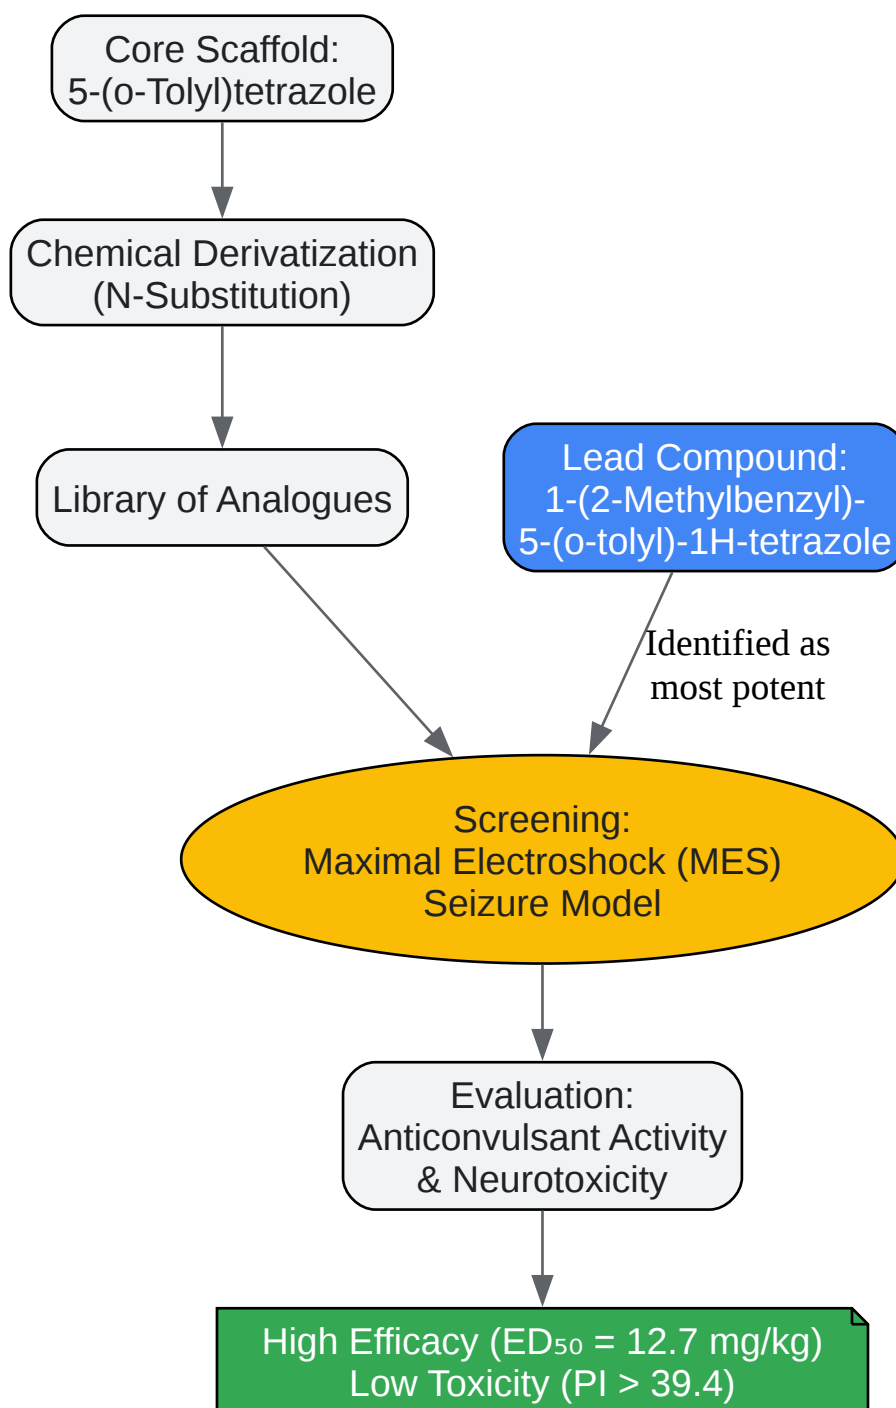 Core Scaffold:
5-(o-Tolyl)tetrazole
Chemical Derivatization
(N-Substitution)
Library of Analogues
Lead Compound:
1-(2-Methylbenzyl)-
5-(o-tolyl)-1H-tetrazole
Identified as
most potent
Screening:
Maximal Electroshock (MES)
Seizure Model
Evaluation:
Anticonvulsant Activity
& Neurotoxicity
High Efficacy (ED₅₀ = 12.7 mg/kg)
Low Toxicity (PI > 39.4)